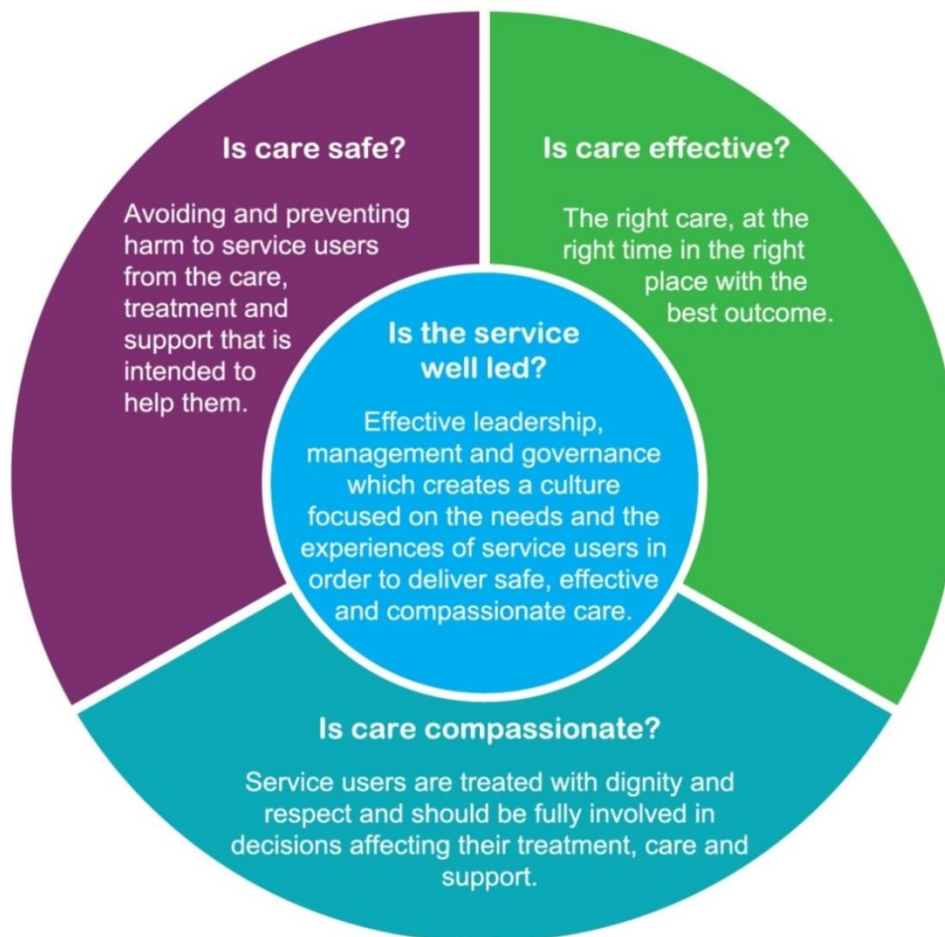 Is care safe?
Avoiding and preventing
harm to service users
from the care,
treatment and
support that is
intended to
help them.
Is care effective?
The right care, at the
right time in the right
place with the
best outcome.
Is the service
well led?
Effective leadership,
management and governance
which creates a culture
focused on the needs and the
experiences of service users in
order to deliver safe, effective
and compassionate care.
Is care compassionate?
Service users are treated with dignity and
respect and should be fully involved in
decisions affecting their treatment, care and
support.